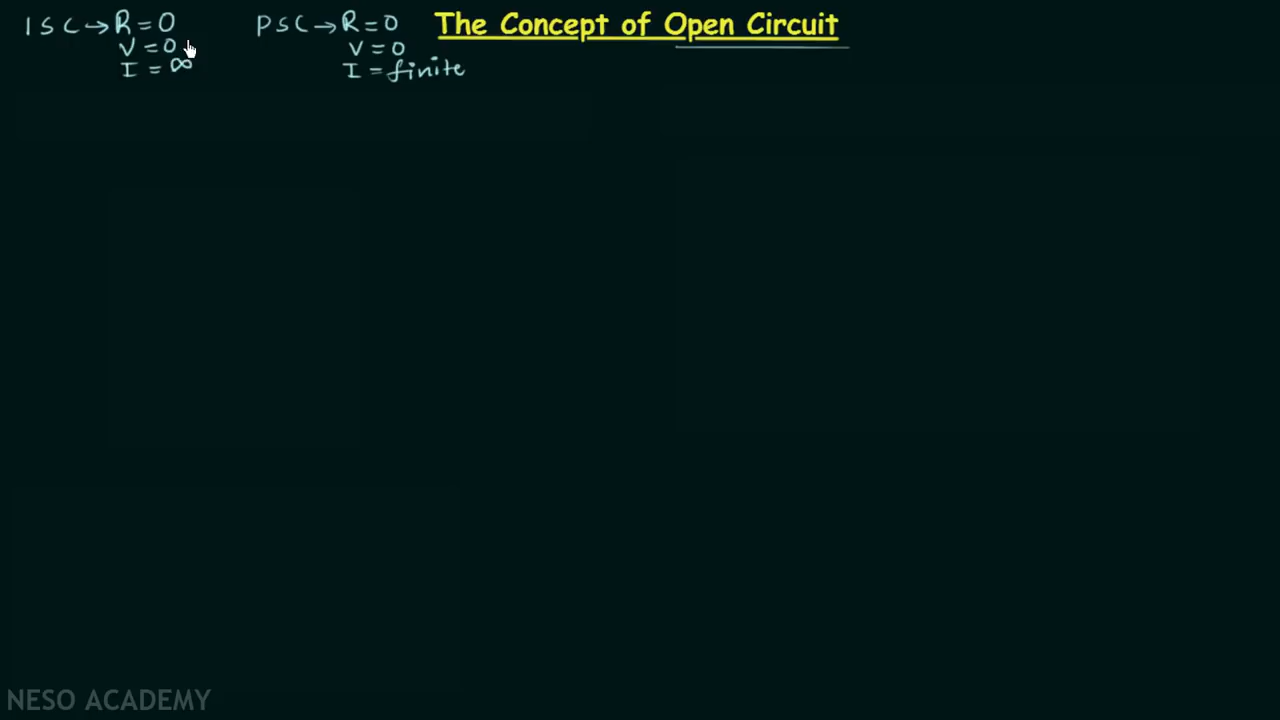 The Concept of Open Circuit
ISC → R = 0
V = 0
I = ∞
PSC → R = 0
V = 0
I = finite
NESO ACADEMY